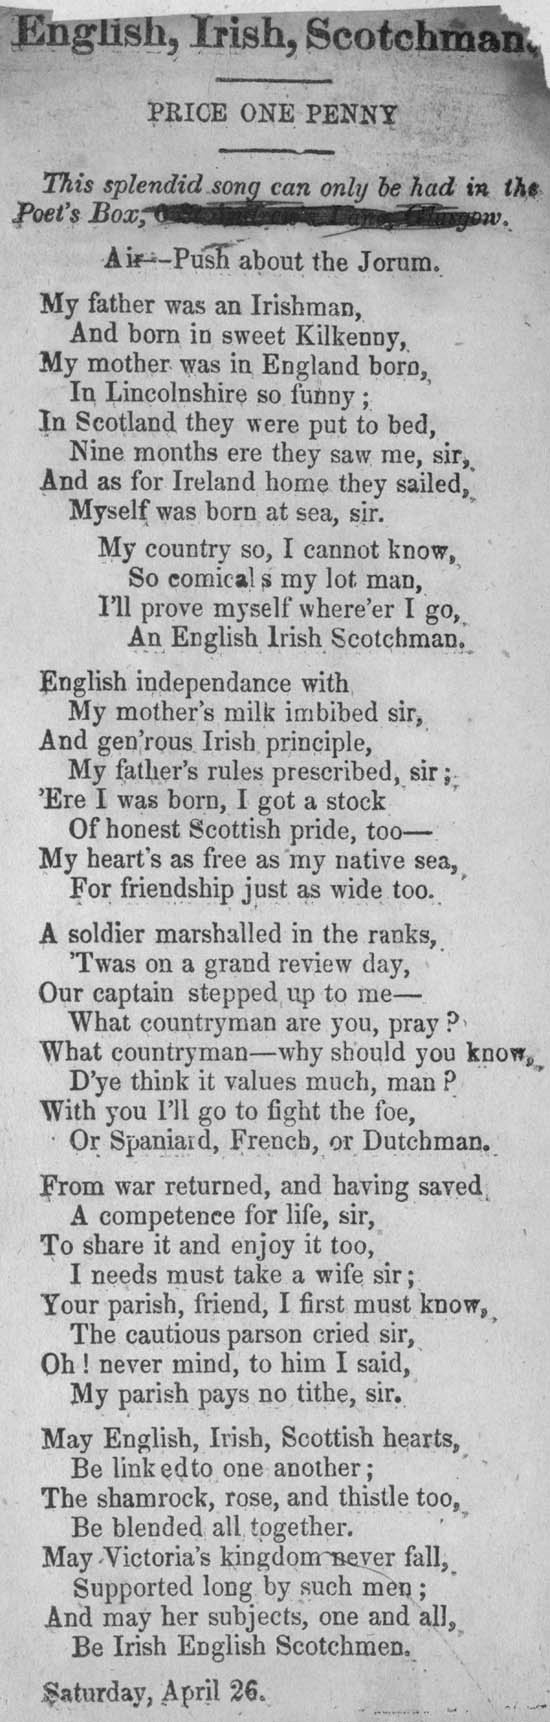 English, Irish, Scotchman.
PRICE ONE PENNY
This splendid song can only be had in the
Poet's Box, Glasgow.
Air—Push about the Jorum.
My father was an Irishman,
And born in sweet Kilkenny,
My mother was in England born,
In Lincolnshire so funny ;
In Scotland they were put to bed,
Nine months ere they saw me, sir,
And as for Ireland home they sailed,
Myself was born at sea, sir.
My country so, I cannot know,
So comical s my lot man,
I'll prove myself where'er I go,
An English Irish Scotchman.
English independance with
My mother's milk imbibed sir,
And gen'rous Irish principle,
My father's rules prescribed, sir ;
'Ere I was born, I got a stock
Of honest Scottish pride, too—
My heart's as free as my native sea,
For friendship just as wide too.
A soldier marshalled in the ranks,
'Twas on a grand review day,
Our captain stepped up to me—
What countryman are you, pray ?
What countryman—why should you know,
D'ye think it values much, man ?
With you I'll go to fight the foe,
Or Spaniard, French, or Dutchman.
From war returned, and having saved
A competence for life, sir,
To share it and enjoy it too,
I needs must take a wife sir ;
Your parish, friend, I first must know,
The cautious parson cried sir,
Oh ! never mind, to him I said,
My parish pays no tithe, sir.
May English, Irish, Scottish hearts,
Be linkedto one another ;
The shamrock, rose, and thistle too,
Be blended all together.
May Victoria's kingdom never fall,
Supported long by such men ;
And may her subjects, one and all,
Be Irish English Scotchmen.
Saturday, April 26.